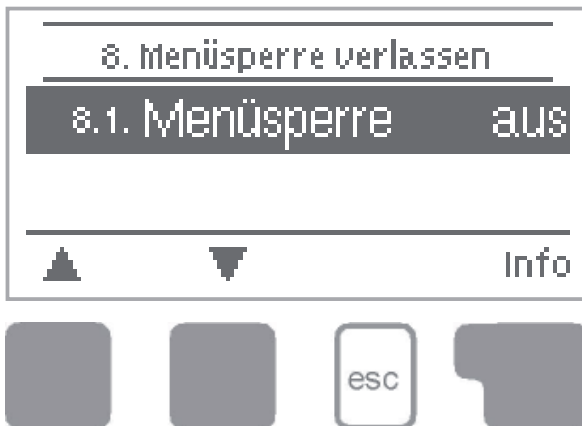 8. Menüsperre verlassen
8.1. Menüsperre aus
Info
esc